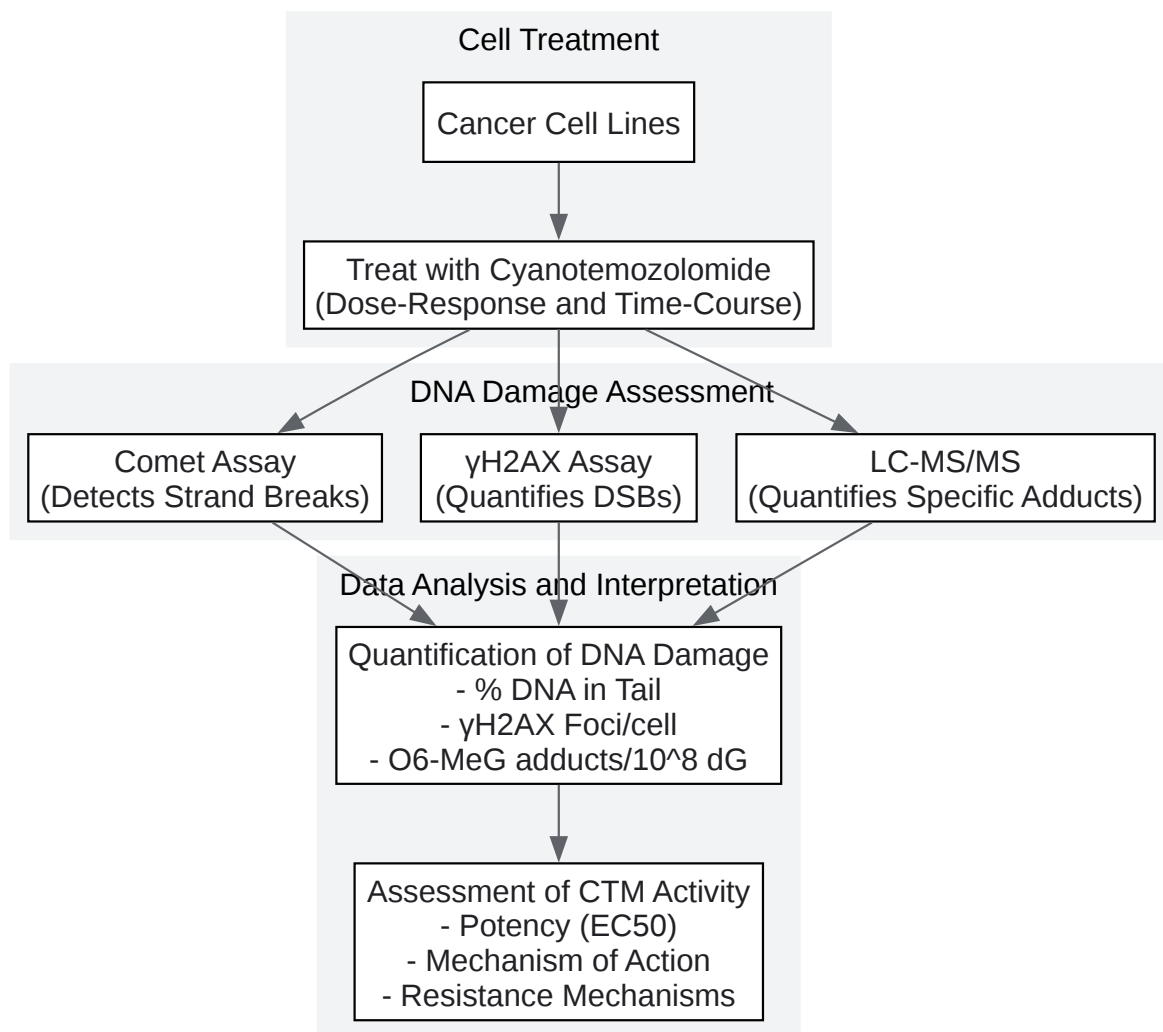 Cell Treatment
Cancer Cell Lines
Treat with Cyanotemozolomide
(Dose-Response and Time-Course)
DNA Damage Assessment
Comet Assay
(Detects Strand Breaks)
γH2AX Assay
(Quantifies DSBs)
LC-MS/MS
(Quantifies Specific Adducts)
Data Analysis and Interpretation
Quantification of DNA Damage
- % DNA in Tail
- γH2AX Foci/cell
- O6-MeG adducts/10^8 dG
Assessment of CTM Activity
- Potency (EC50)
- Mechanism of Action
- Resistance Mechanisms